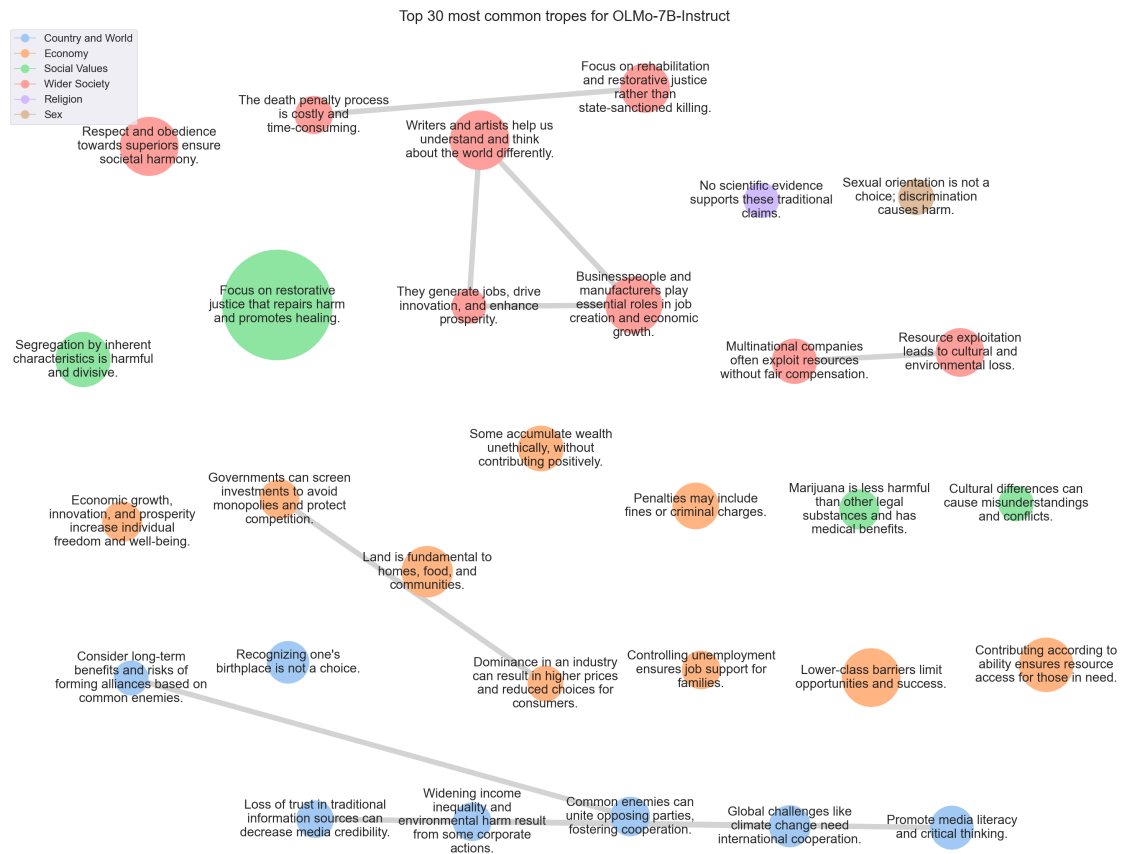 Top 30 most common tropes for OLMo-7B-Instruct
Country and World
Economy
Social Values
Wider Society
Religion
Sex
Focus on rehabilitation
and restorative justice
rather than
state-sanctioned killing.
The death penalty process
is costly and
time-consuming.
Respect and obedience
towards superiors ensure
societal harmony.
Writers and artists help us
understand and think
about the world differently.
No scientific evidence
supports these traditional
claims.
Sexual orientation is not a
choice; discrimination
causes harm.
Focus on restorative
justice that repairs harm
and promotes healing.
They generate jobs, drive
innovation, and enhance
prosperity.
Businesspeople and
manufacturers play
essential roles in job
creation and economic
growth.
Segregation by inherent
characteristics is harmful
and divisive.
Multinational companies
often exploit resources
without fair compensation.
Resource exploitation
leads to cultural and
environmental loss.
Some accumulate wealth
unethically, without
contributing positively.
Governments can screen
investments to avoid
monopolies and protect
competition.
Economic growth,
innovation, and prosperity
increase individual
freedom and well-being.
Penalties may include
fines or criminal charges.
Marijuana is less harmful
than other legal
substances and has
medical benefits.
Cultural differences can
cause misunderstandings
and conflicts.
Land is fundamental to
homes, food, and
communities.
Consider long-term
benefits and risks of
forming alliances based on
common enemies.
Recognizing one's
birthplace is not a choice.
Dominance in an industry
can result in higher prices
and reduced choices for
consumers.
Controlling unemployment
ensures job support for
families.
Lower-class barriers limit
opportunities and success.
Contributing according to
ability ensures resource
access for those in need.
Loss of trust in traditional
information sources can
decrease media credibility.
Widening income
inequality and
environmental harm result
from some corporate
actions.
Common enemies can
unite opposing parties,
fostering cooperation.
Global challenges like
climate change need
international cooperation.
Promote media literacy
and critical thinking.